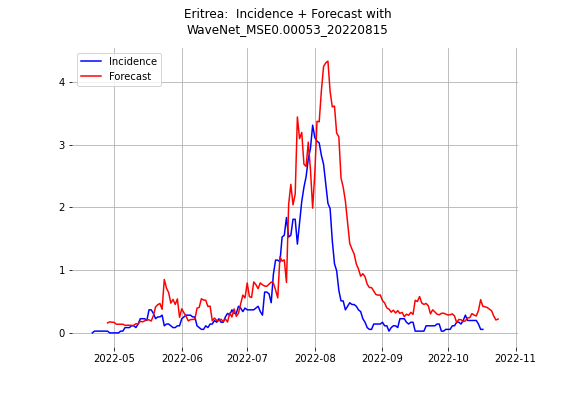 Eritrea:  Incidence + Forecast with
WaveNet_MSE0.00053_20220815
Incidence
Forecast
4
3
2
1
0
2022-05 2022-06 2022-07 2022-08 2022-09 2022-10 2022-11